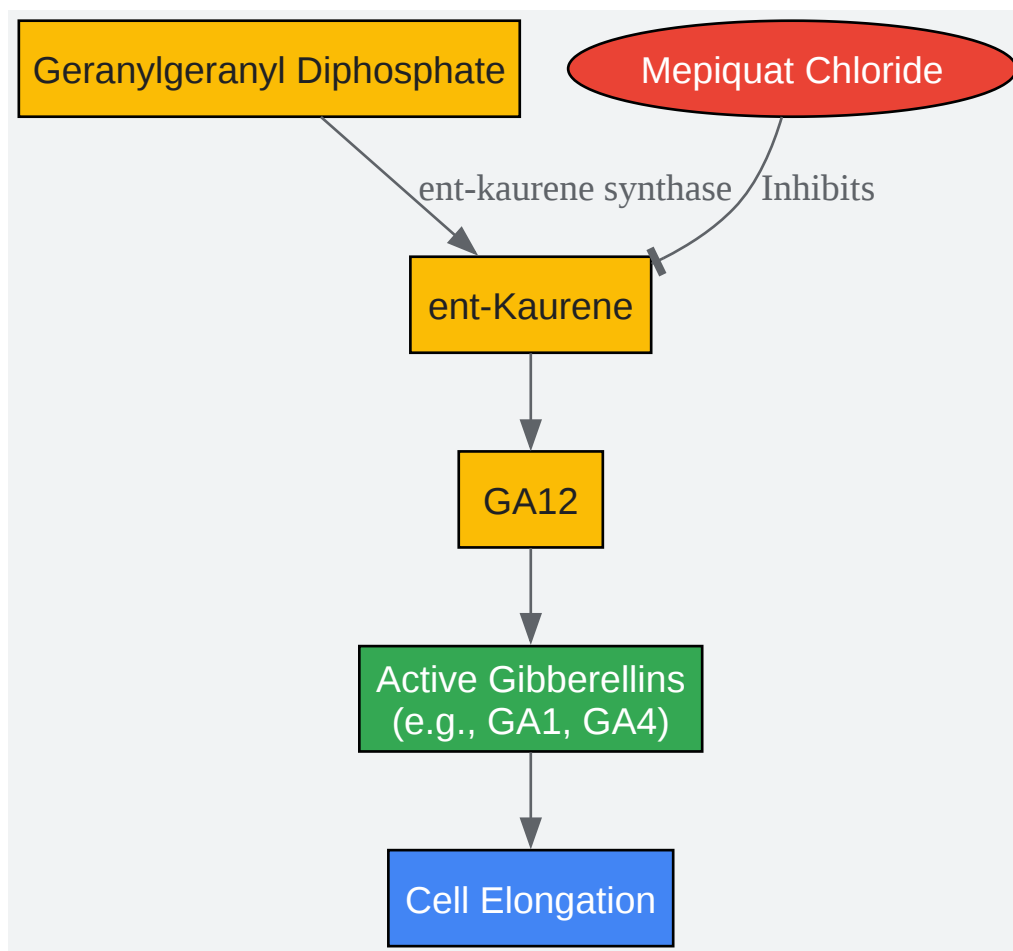 Geranylgeranyl Diphosphate
Mepiquat Chloride
ent-kaurene synthase
Inhibits
ent-Kaurene
GA12
Active Gibberellins
(e.g., GA1, GA4)
Cell Elongation